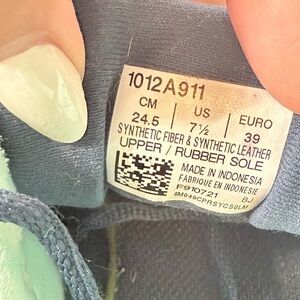 1012A911
CM | US | EURO
24.5 | 7½ | 39
SYNTHETIC FIBER & SYNTHETIC LEATHER
UPPER / RUBBER SOLE
MADE IN INDONESIA
FABRIQUE EN INDONESIE
F910721 BJ